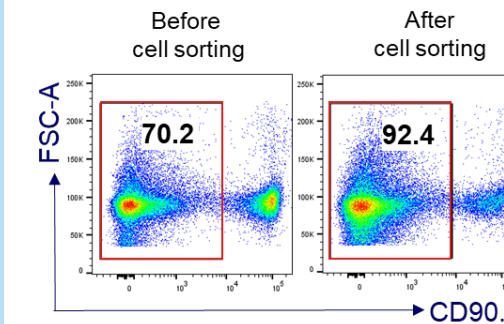 Before
cell sorting
After
cell sorting
FSC-A
250K
200K
150K
100K
50K
0
70.2
0
10³
10⁴
10⁵
250K
200K
150K
100K
50K
0
92.4
0
10³
10⁴
10
CD90.